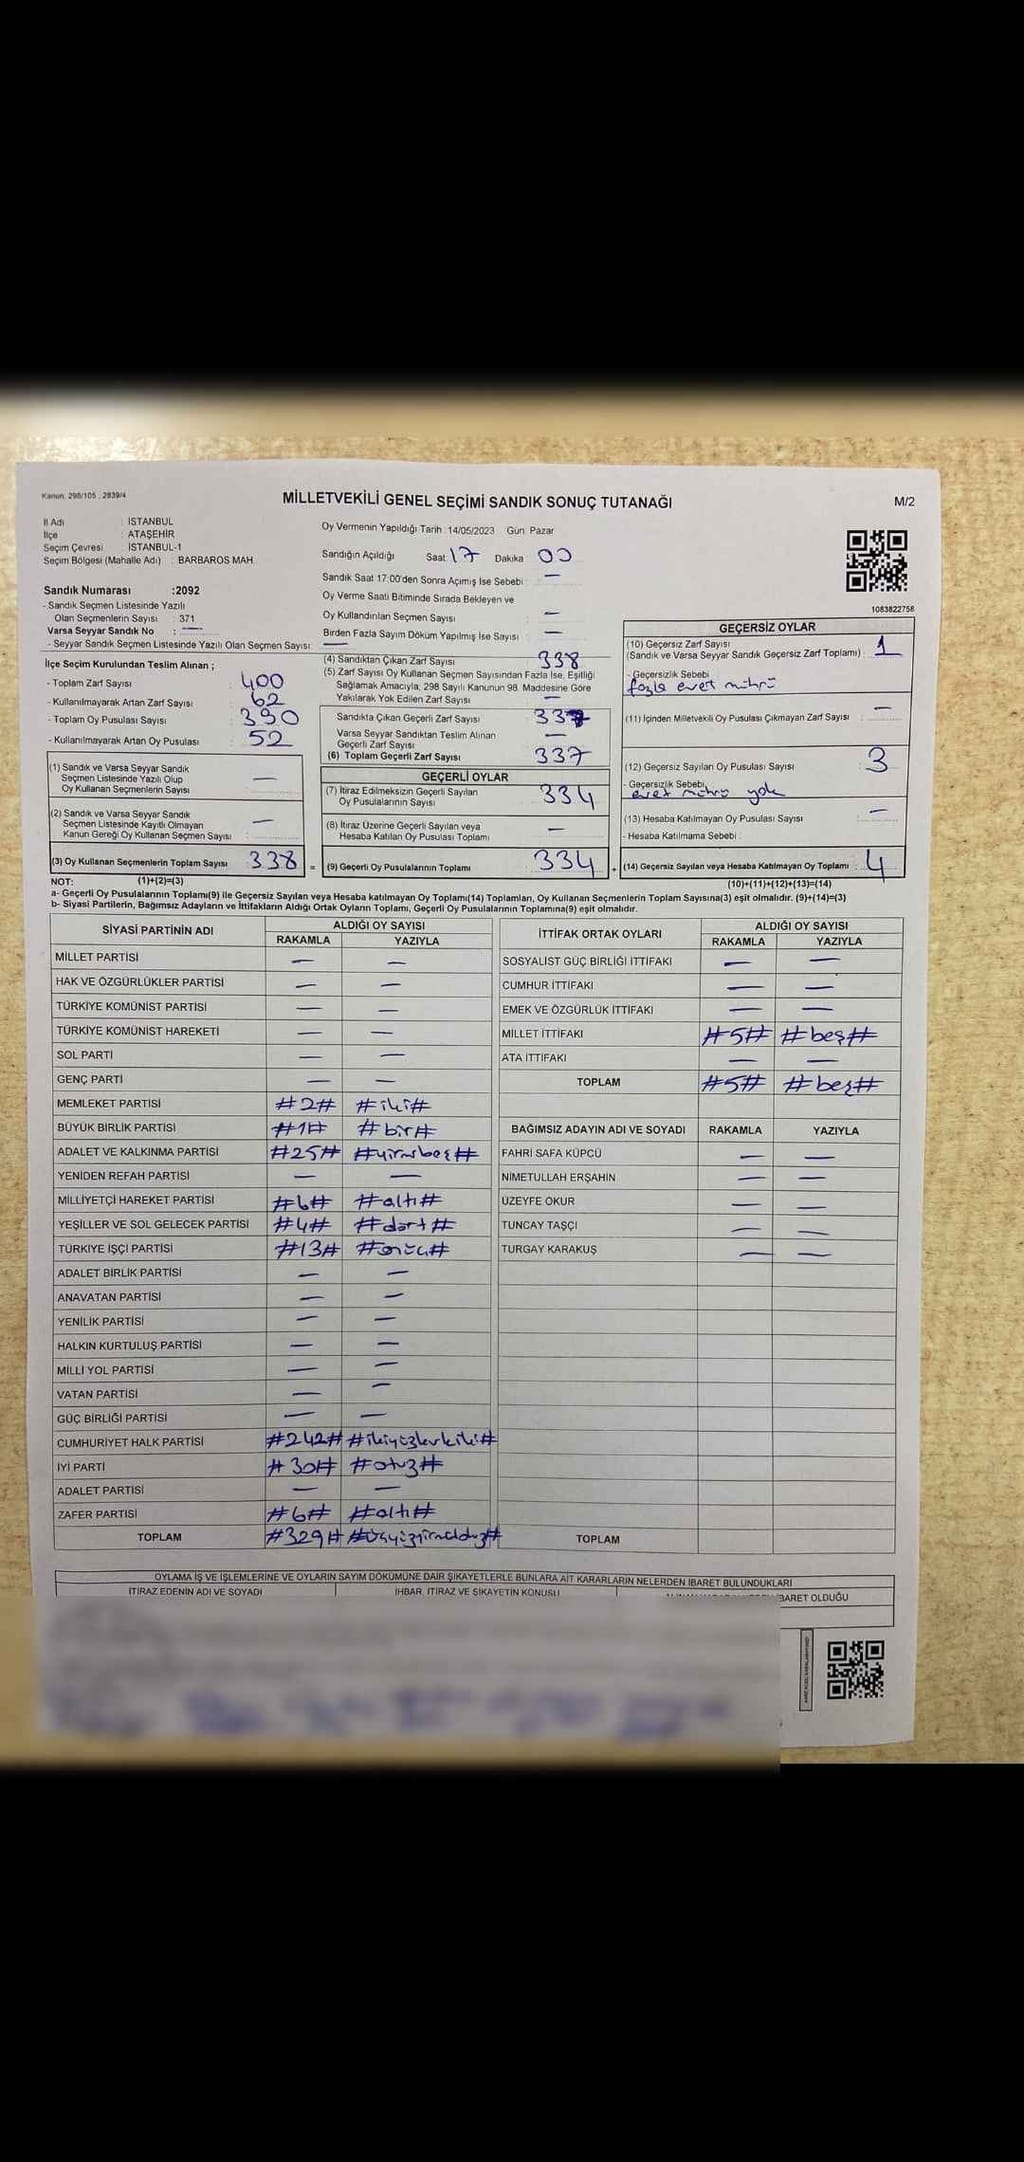 Kanun: 298/105 , 2839/4
MİLLETVEKİLİ GENEL SEÇİMİ SANDIK SONUÇ TUTANAĞI
M/2
İl Adı : İSTANBUL
İlçe : ATAŞEHİR
Seçim Çevresi : İSTANBUL-1
Seçim Bölgesi (Mahalle Adı) : BARBAROS MAH.
Sandık Numarası :2092
- Sandık Seçmen Listesinde Yazılı
Olan Seçmenlerin Sayısı : 371
Varsa Seyyar Sandık No : —
- Seyyar Sandık Seçmen Listesinde Yazılı Olan Seçmen Sayısı: —
İlçe Seçim Kurulundan Teslim Alınan ;
- Toplam Zarf Sayısı : 400
- Kullanılmayarak Artan Zarf Sayısı : 62
- Toplam Oy Pusulası Sayısı : 390
- Kullanılmayarak Artan Oy Pusulası : 52
Oy Vermenin Yapıldığı Tarih : 14/05/2023 Gün: Pazar
Sandığın Açıldığı Saat: 17 Dakika : 00
Sandık Saat 17:00'den Sonra Açımış İse Sebebi : —
Oy Verme Saati Bitiminde Sırada Bekleyen ve
Oy Kullandırılan Seçmen Sayısı : —
Birden Fazla Sayım Döküm Yapılmış İse Sayısı : —
(4) Sandıktan Çıkan Zarf Sayısı : 338
(5) Zarf Sayısı Oy Kullanan Seçmen Sayısından Fazla İse, Eşitliği
Sağlamak Amacıyla, 298 Sayılı Kanunun 98. Maddesine Göre
Yakılarak Yok Edilen Zarf Sayısı : —
Sandıkta Çıkan Geçerli Zarf Sayısı : 337
Varsa Seyyar Sandıktan Teslim Alınan
Geçerli Zarf Sayısı : —
(6) Toplam Geçerli Zarf Sayısı : 337
1083822758
GEÇERSİZ OYLAR
(10) Geçersiz Zarf Sayısı
(Sandık ve Varsa Seyyar Sandık Geçersiz Zarf Toplamı) : 1
- Geçersizlik Sebebi
fazla evet mührü
(11) İçinden Milletvekili Oy Pusulası Çıkmayan Zarf Sayısı : —
(12) Geçersiz Sayılan Oy Pusulası Sayısı : 3
- Geçersizlik Sebebi
evet mührü yok
(13) Hesaba Katılmayan Oy Pusulası Sayısı : —
- Hesaba Katılmama Sebebi :
(14) Geçersiz Sayılan veya Hesaba Katılmayan Oy Toplamı : 4
(10)+(11)+(12)+(13)=(14)
(1) Sandık ve Varsa Seyyar Sandık
Seçmen Listesinde Yazılı Olup
Oy Kullanan Seçmenlerin Sayısı : —
(2) Sandık ve Varsa Seyyar Sandık
Seçmen Listesinde Kayıtlı Olmayan
Kanun Gereği Oy Kullanan Seçmen Sayısı : —
(3) Oy Kullanan Seçmenlerin Toplam Sayısı : 338
(1)+(2)=(3)
GEÇERLİ OYLAR
(7) İtiraz Edilmeksizin Geçerli Sayılan
Oy Pusulalarının Sayısı : 334
(8) İtiraz Üzerine Geçerli Sayılan veya
Hesaba Katılan Oy Pusulası Toplamı : —
= (9) Geçerli Oy Pusulalarının Toplamı : 334 +
NOT:
a- Geçerli Oy Pusulalarının Toplamı(9) ile Geçersiz Sayılan veya Hesaba katılmayan Oy Toplamı(14) Toplamları, Oy Kullanan Seçmenlerin Toplam Sayısına(3) eşit olmalıdır. (9)+(14)=(3)
b- Siyasi Partilerin, Bağımsız Adayların ve İttifakların Aldığı Ortak Oyların Toplamı, Geçerli Oy Pusulalarının Toplamına(9) eşit olmalıdır.
SİYASİ PARTİNİN ADI ALDIĞI OY SAYISI
RAKAMLA YAZIYLA
MİLLET PARTİSİ — —
HAK VE ÖZGÜRLÜKLER PARTİSİ — —
TÜRKİYE KOMÜNİST PARTİSİ — —
TÜRKİYE KOMÜNİST HAREKETİ — —
SOL PARTİ — —
GENÇ PARTİ — —
MEMLEKET PARTİSİ #2# #iki#
BÜYÜK BİRLİK PARTİSİ #1# #bir#
ADALET VE KALKINMA PARTİSİ #25# #yirmibeş#
YENİDEN REFAH PARTİSİ — —
MİLLİYETÇİ HAREKET PARTİSİ #6# #altı#
YEŞİLLER VE SOL GELECEK PARTİSİ #4# #dört#
TÜRKİYE İŞÇİ PARTİSİ #13# #onüç#
ADALET BİRLİK PARTİSİ — —
ANAVATAN PARTİSİ — —
YENİLİK PARTİSİ — —
HALKIN KURTULUŞ PARTİSİ — —
MİLLİ YOL PARTİSİ — —
VATAN PARTİSİ — —
GÜÇ BİRLİĞİ PARTİSİ — —
CUMHURİYET HALK PARTİSİ #242# #ikiyüzkırkiki#
İYİ PARTİ #30# #otuz#
ADALET PARTİSİ — —
ZAFER PARTİSİ #6# #altı#
TOPLAM #329# #üçyüzyirmidokuz#
İTTİFAK ORTAK OYLARI ALDIĞI OY SAYISI
RAKAMLA YAZIYLA
SOSYALİST GÜÇ BİRLİĞİ İTTİFAKI — —
CUMHUR İTTİFAKI — —
EMEK VE ÖZGÜRLÜK İTTİFAKI — —
MİLLET İTTİFAKI #5# #beş#
ATA İTTİFAKI — —
TOPLAM #5# #beş#
BAĞIMSIZ ADAYIN ADI VE SOYADI RAKAMLA YAZIYLA
FAHRİ SAFA KÜPCÜ — —
NİMETULLAH ERŞAHİN — —
ÜZEYFE OKUR — —
TUNCAY TAŞÇI — —
TURGAY KARAKUŞ — —
TOPLAM
OYLAMA İŞ VE İŞLEMLERİNE VE OYLARIN SAYIM DÖKÜMÜNE DAİR ŞİKAYETLERLE BUNLARA AİT KARARLARIN NELERDEN İBARET BULUNDUKLARI
İTİRAZ EDENİN ADI VE SOYADI İHBAR, İTİRAZ VE ŞİKAYETİN KONUSU İBARET OLDUĞU